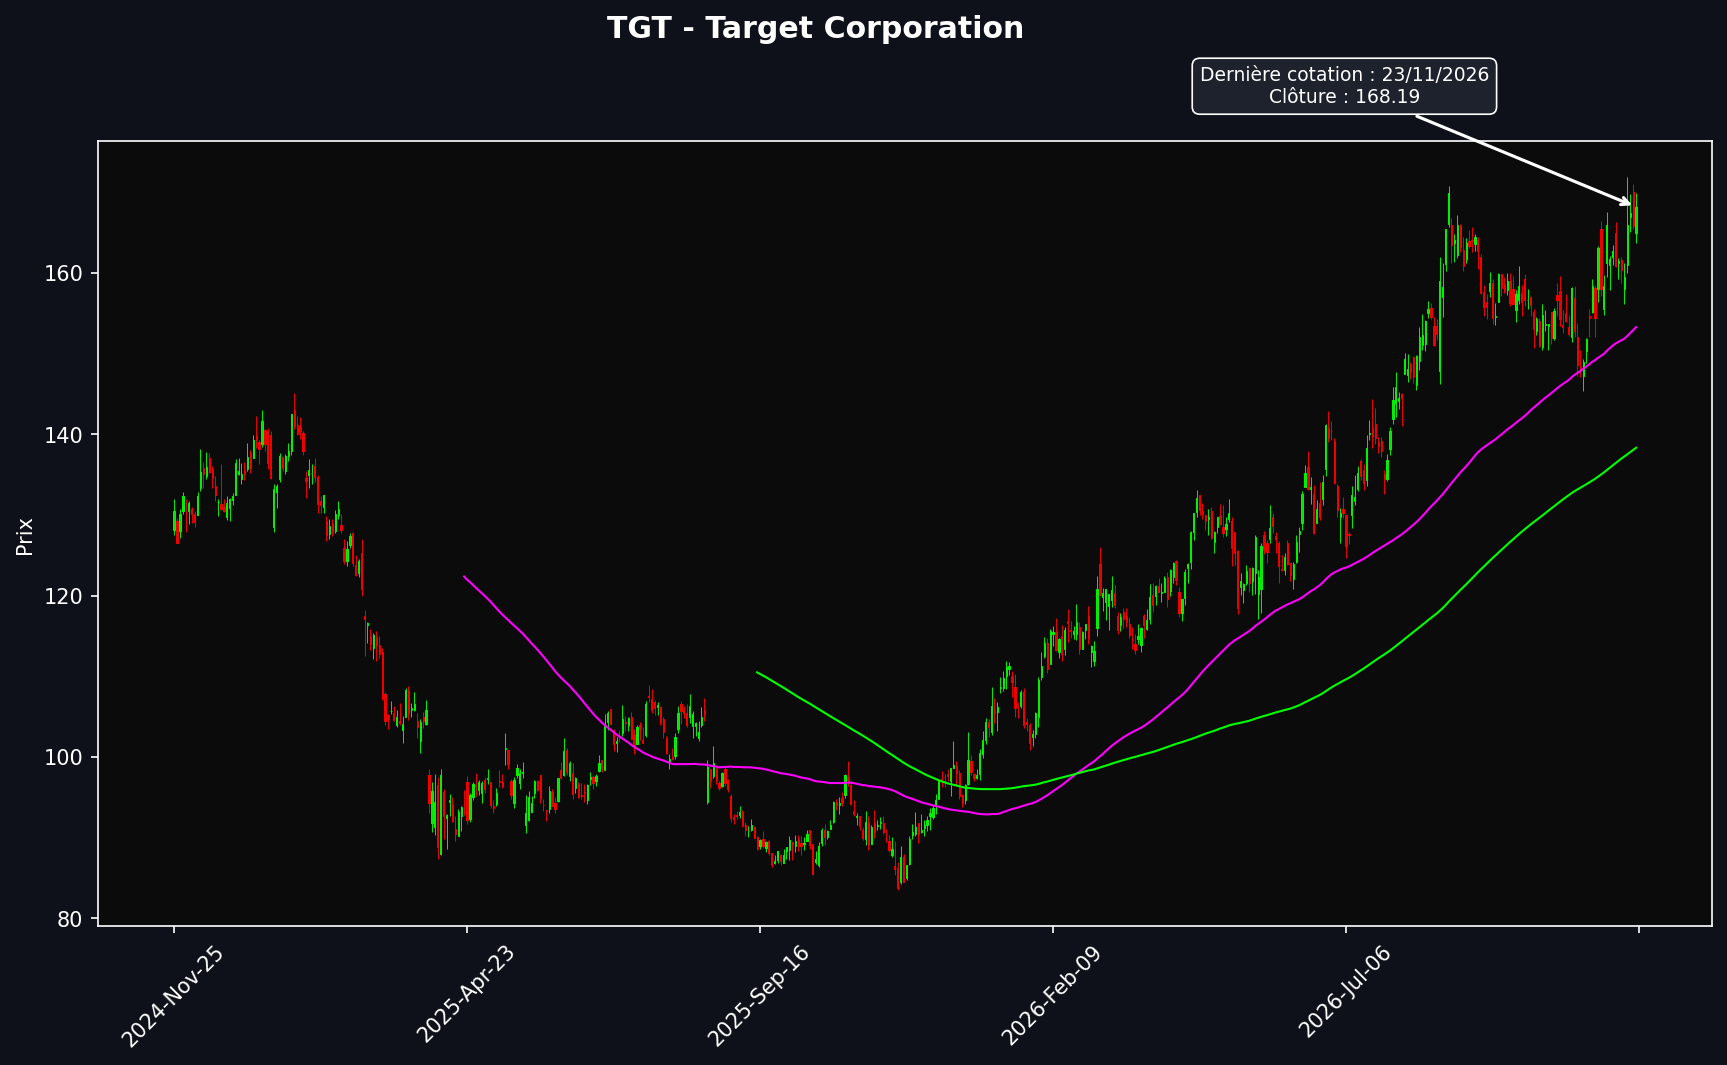 TGT - Target Corporation
Dernière cotation : 23/11/2026
Clôture : 168.19
Prix
160
140
120
100
80
2024-Nov-25
2025-Apr-23
2025-Sep-16
2026-Feb-09
2026-Jul-06